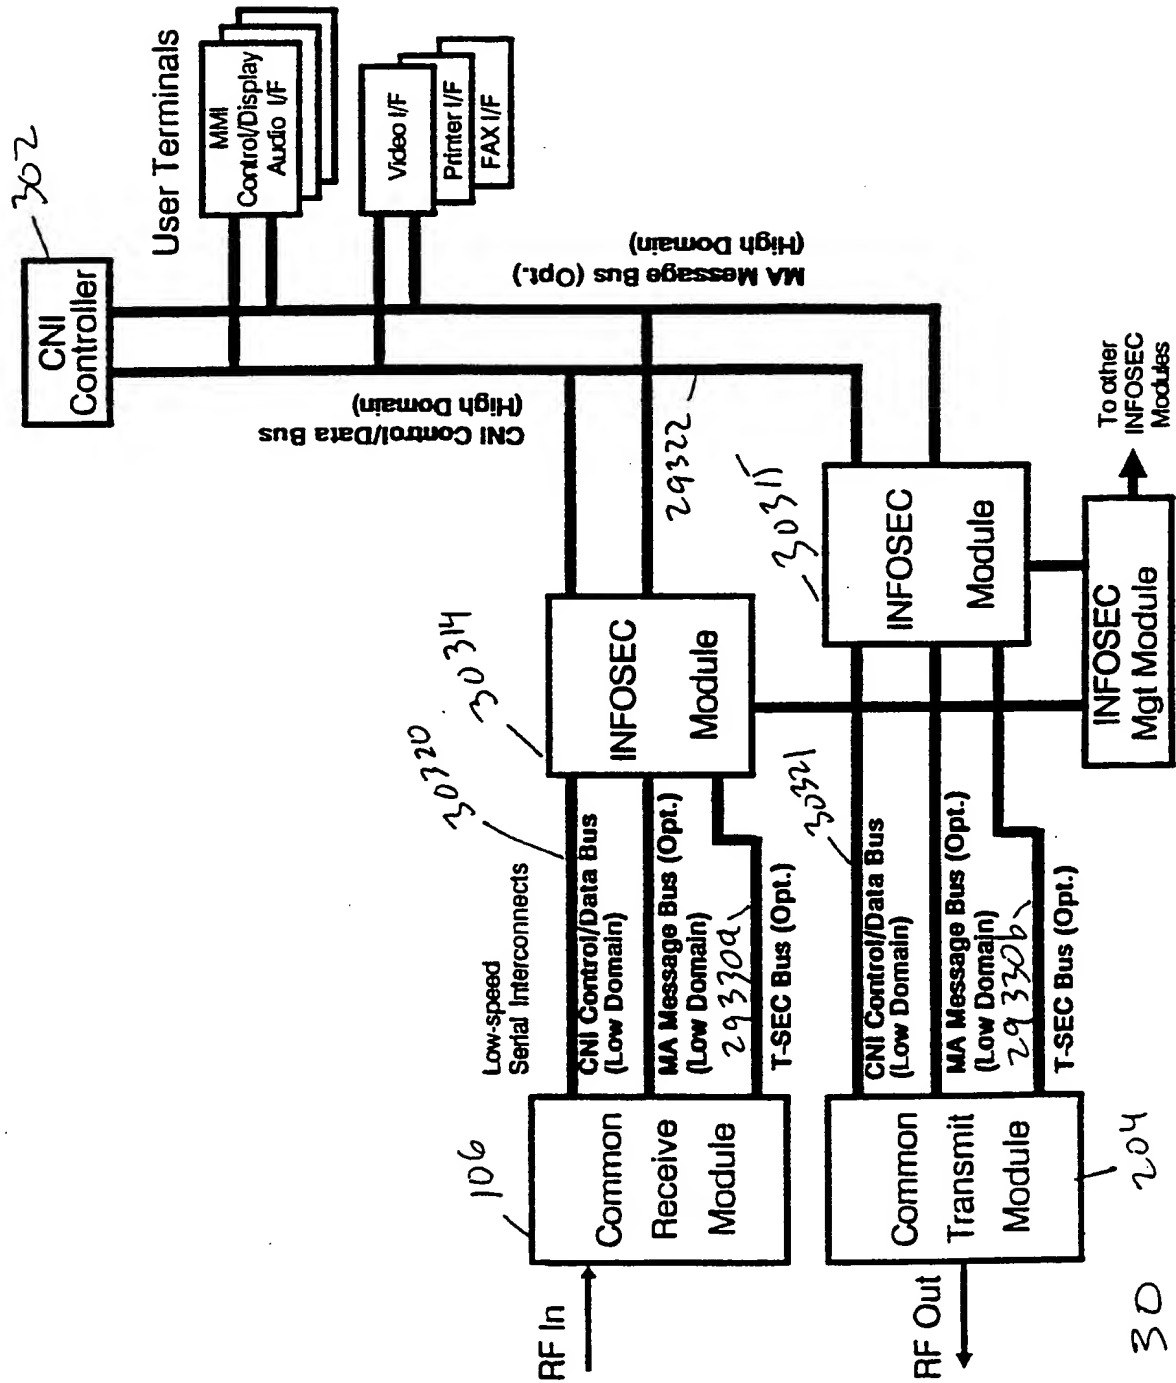 302
CNI
Controller
User Terminals
MMI
Control/Display
Audio I/F
Video I/F
Printer I/F
FAX I/F
CNI Control/Data Bus
(High Domain)
MA Message Bus (Opt.)
(High Domain)
29322
30314
INFOSEC
Module
30315
INFOSEC
Module
INFOSEC
Mgt Module
To other
INFOSEC
Modules
Low-speed
Serial Interconnects
30320
CNI Control/Data Bus
(Low Domain)
MA Message Bus (Opt.)
(Low Domain)
29330a
T-SEC Bus (Opt.)
30321
CNI Control/Data Bus
(Low Domain)
MA Message Bus (Opt.)
(Low Domain)
29330b
T-SEC Bus (Opt.)
106
Common
Receive
Module
RF In
Common
Transmit
Module
204
RF Out
30